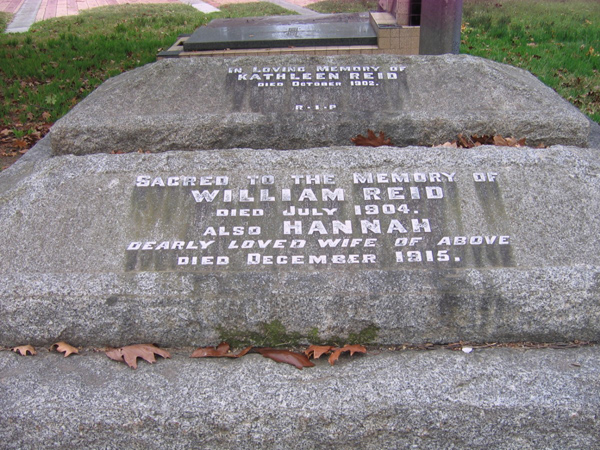 In Loving Memory of
Kathleen Reid
Died October 1902.
R.I.P
Sacred to the Memory of
William Reid
Died July 1904.
Also Hannah
Dearly Loved Wife of Above
Died December 1915.